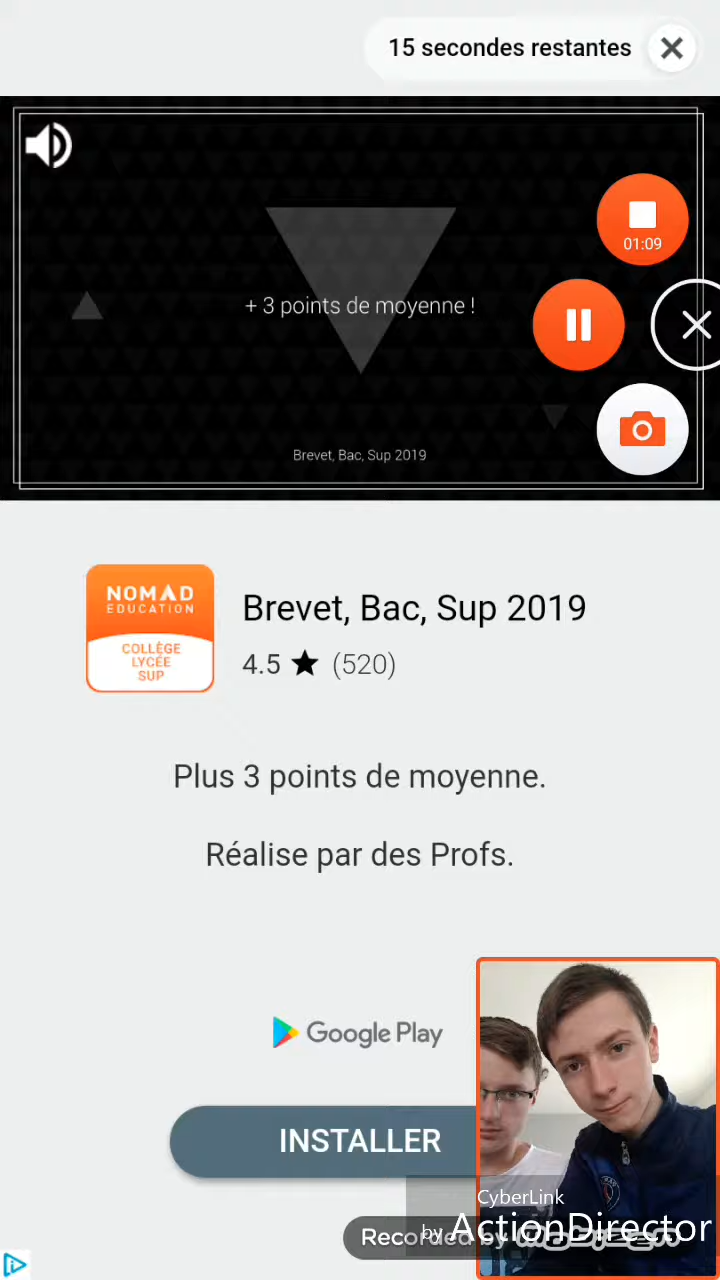 15 secondes restantes
01:09
+ 3 points de moyenne !
Brevet, Bac, Sup 2019
NOMAD
EDUCATION
COLLÈGE
LYCÉE
SUP
Brevet, Bac, Sup 2019
4.5 ★ (520)
Plus 3 points de moyenne.
Réalise par des Profs.
Google Play
INSTALLER
CyberLink
by ActionDirector
Recorded by